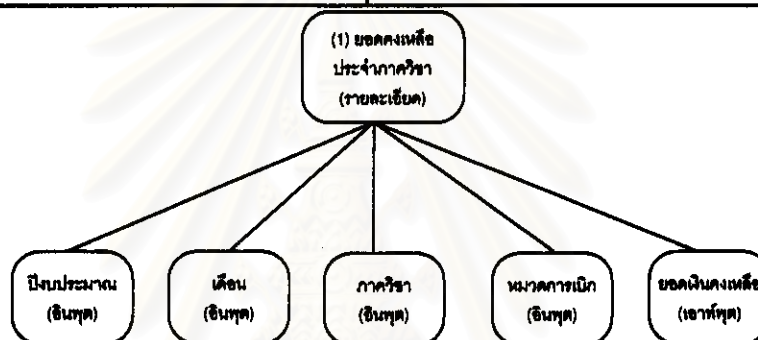 (1) ยอดคงเหลือ
ประจำภาควิชา
(รายละเอียด)
ปีงบประมาณ
(อินพุต)
เดือน
(อินพุต)
ภาควิชา
(อินพุต)
หมวดการเบิก
(อินพุต)
ยอดเงินคงเหลือ
(เอาท์พุต)